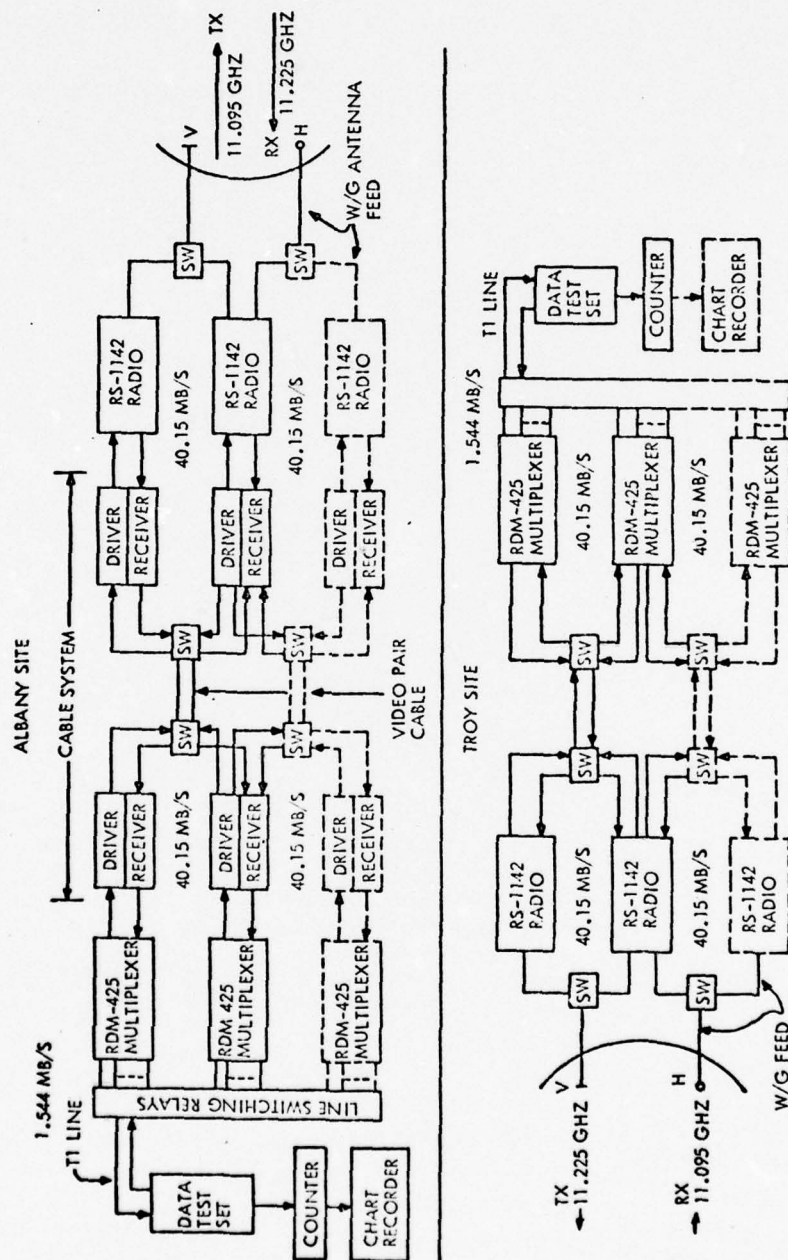 ALBANY SITE
CABLE SYSTEM
1.544 MB/S
T1 LINE
DATA
TEST
SET
COUNTER
CHART
RECORDER
LINE SWITCHING RELAYS
RDM-425
MULTIPLEXER
RDM 425
MULTIPLEXER
RDM-425
MULTIPLEXER
DRIVER
RECEIVER
40.15 MB/S
DRIVER
RECEIVER
40.15 MB/S
DRIVER
RECEIVER
SW
SW
VIDEO PAIR
CABLE
SW
SW
DRIVER
RECEIVER
DRIVER
RECEIVER
DRIVER
RECEIVER
RS-1142
RADIO
40.15 MB/S
RS-1142
RADIO
40.15 MB/S
RS-1142
RADIO
SW
SW
W/G ANTENNA
FEED
V
TX
11.095 GHZ
RX
11.225 GHZ
H
TROY SITE
TX
11.225 GHZ
RX
11.095 GHZ
V
H
W/G FEED
SW
SW
RS-1142
RADIO
40.15 MB/S
RS-1142
RADIO
40.15 MB/S
RS-1142
RADIO
SW
SW
SW
SW
RDM-425
MULTIPLEXER
40.15 MB/S
RDM-425
MULTIPLEXER
40.15 MB/S
RDM-425
MULTIPLEXER
1.544 MB/S
T1 LINE
DATA
TEST
SET
COUNTER
CHART
RECORDER